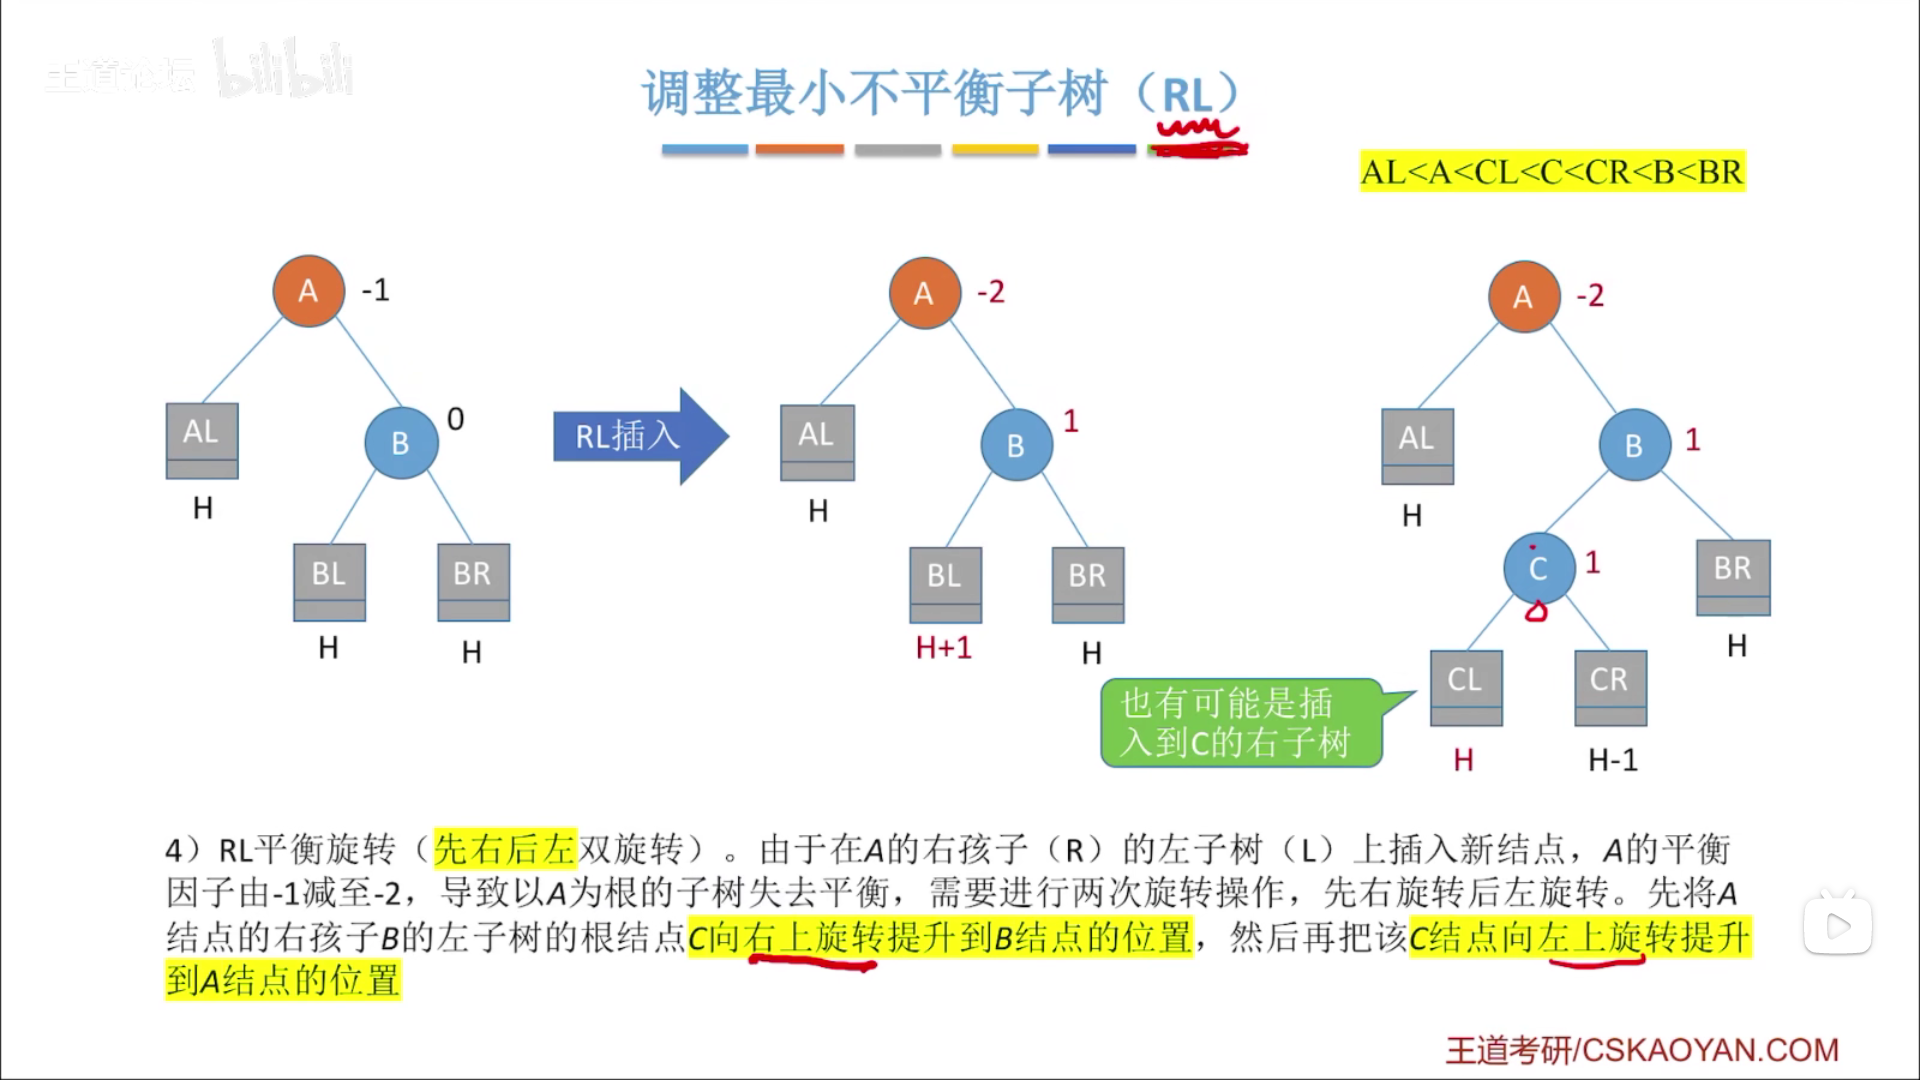 王道论坛 bilibili
调整最小不平衡子树（RL）
AL<A<CL<C<CR<B<BR
A -1
AL
H
B 0
BL
H
BR
H
RL插入
A -2
AL
H
B 1
BL
H+1
BR
H
A -2
AL
H
B 1
C 1
BR
H
CL
H
CR
H-1
也有可能是插
入到C的右子树
4）RL平衡旋转（先右后左双旋转）。由于在A的右孩子（R）的左子树（L）上插入新结点，A的平衡
因子由-1减至-2，导致以A为根的子树失去平衡，需要进行两次旋转操作，先右旋转后左旋转。先将A
结点的右孩子B的左子树的根结点C向右上旋转提升到B结点的位置，然后再把该C结点向左上旋转提升
到A结点的位置
王道考研/CSKAOYAN.COM